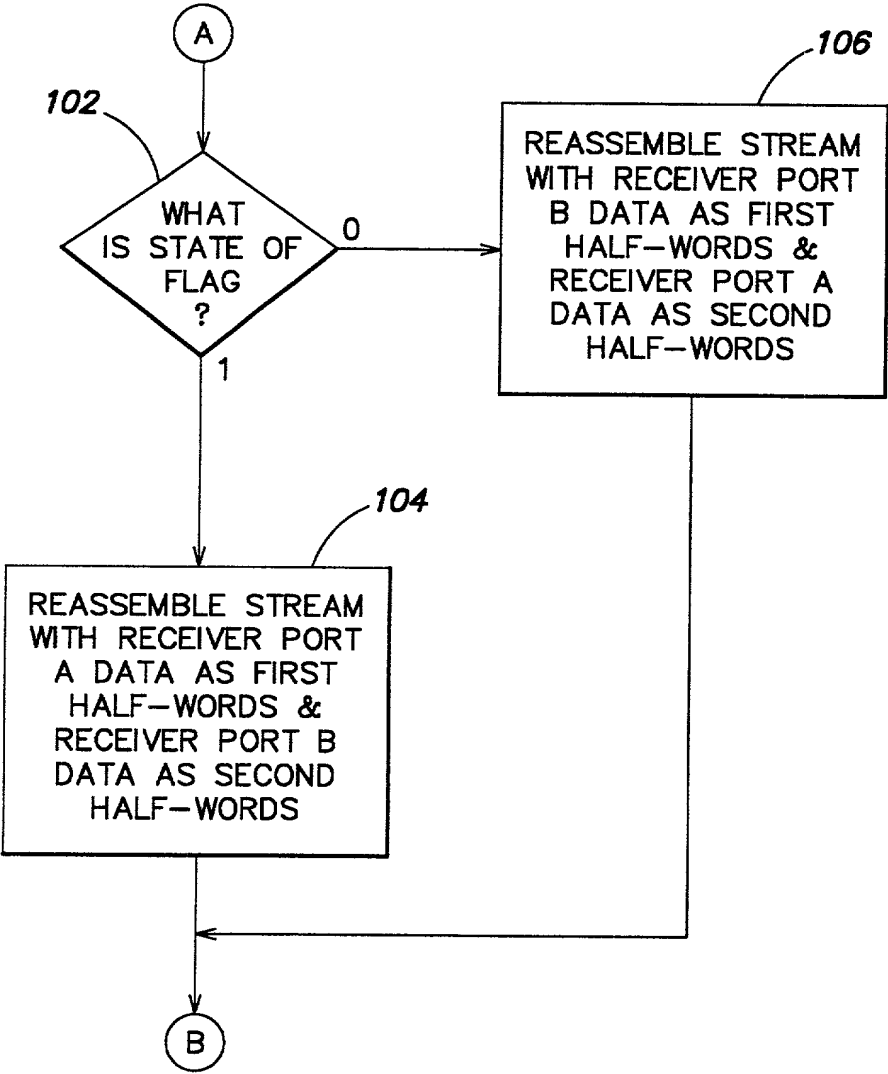 A
102
WHAT
IS STATE OF
FLAG
?
0
1
106
REASSEMBLE STREAM
WITH RECEIVER PORT
B DATA AS FIRST
HALF–WORDS &
RECEIVER PORT A
DATA AS SECOND
HALF–WORDS
104
REASSEMBLE STREAM
WITH RECEIVER PORT
A DATA AS FIRST
HALF–WORDS &
RECEIVER PORT B
DATA AS SECOND
HALF–WORDS
B